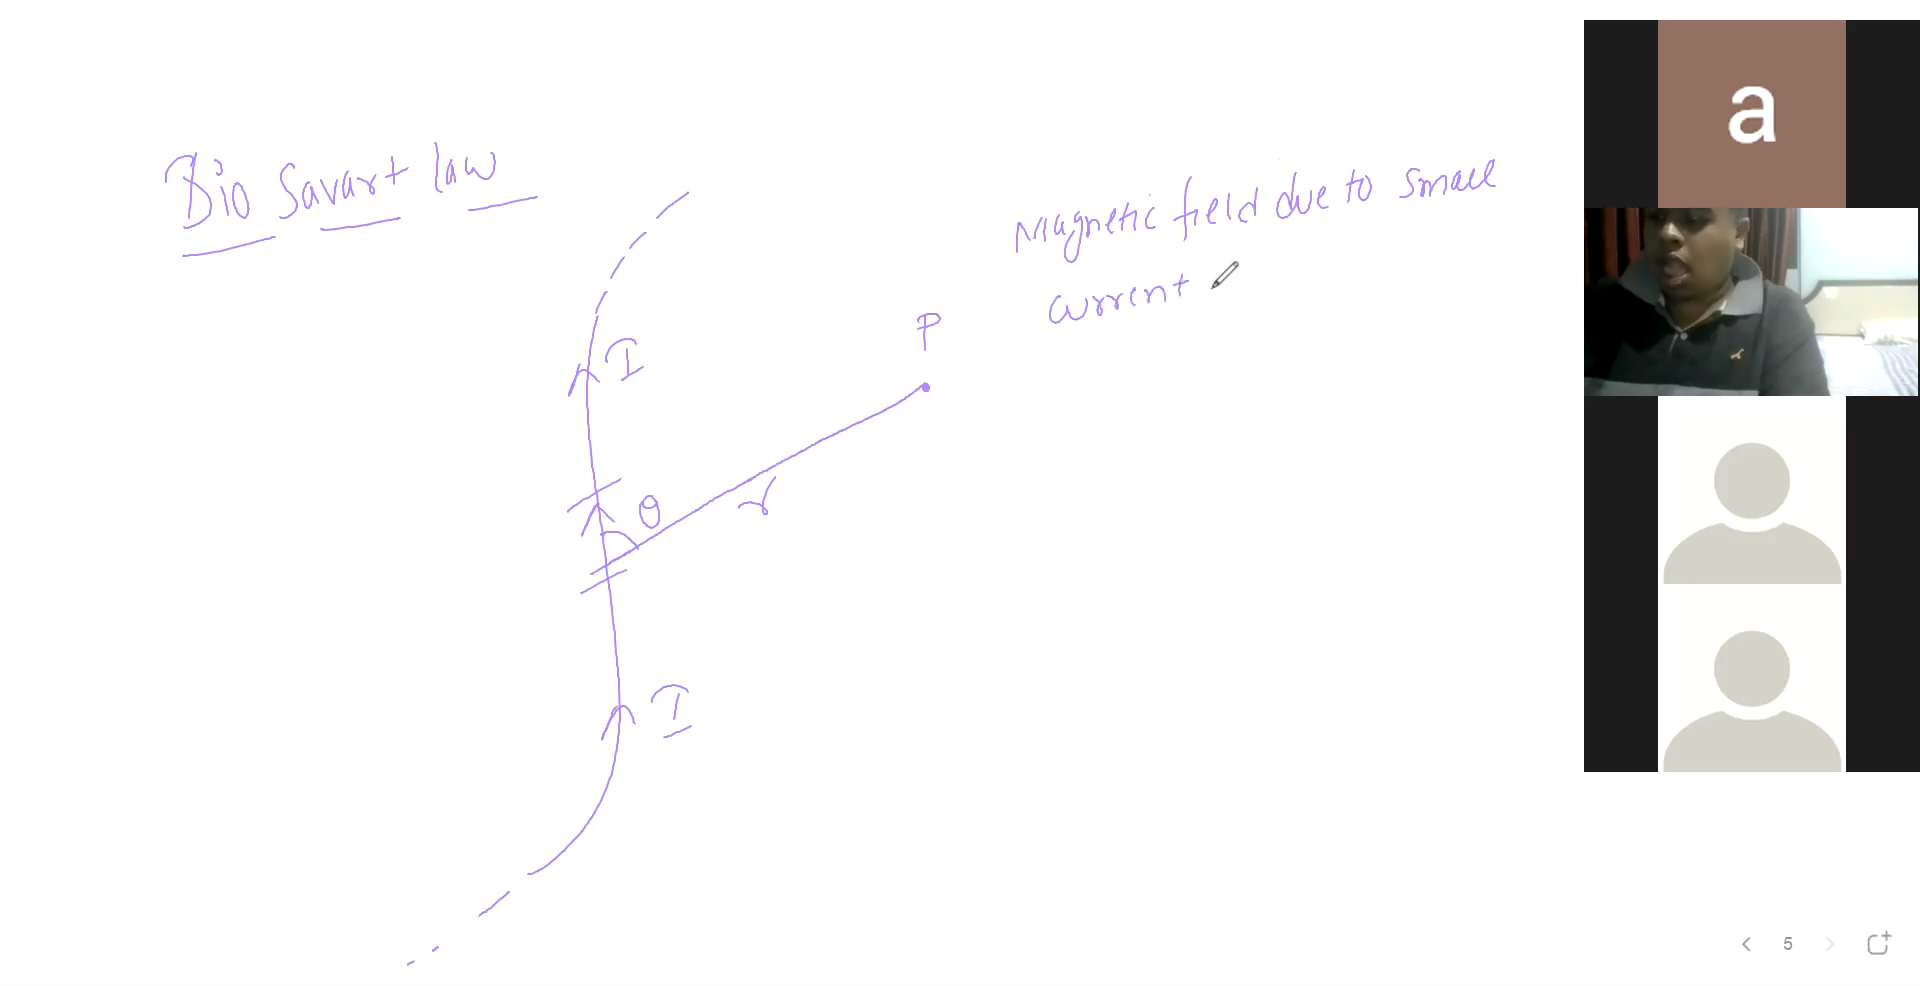 Bio Savart law
Magnetic field due to small
current
I
P
θ
r
I
a
5